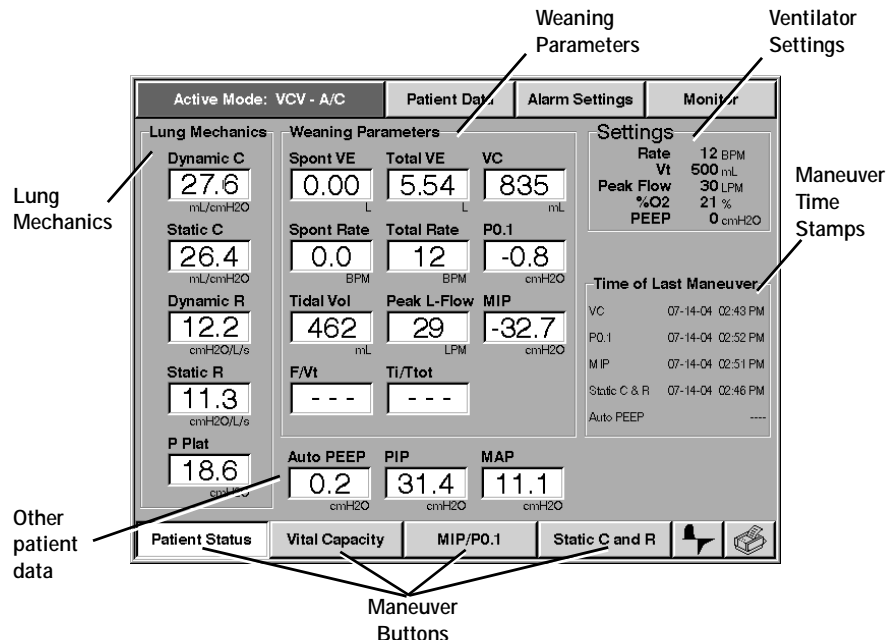 Weaning
Parameters
Ventilator
Settings
Active Mode: VCV - A/C
Patient Data
Alarm Settings
Monitor
Lung Mechanics
Dynamic C
27.6
mL/cmH2O
Static C
26.4
mL/cmH2O
Dynamic R
12.2
cmH2O/L/s
Static R
11.3
cmH2O/L/s
P Plat
18.6
cmH2O
Weaning Parameters
Spont VE
0.00
L
Total VE
5.54
L
VC
835
mL
Spont Rate
0.0
BPM
Total Rate
12
BPM
P0.1
-0.8
cmH2O
Tidal Vol
462
mL
Peak L-Flow
29
LPM
MIP
-32.7
cmH2O
F/Vt
- - -
Ti/Ttot
- - -
Auto PEEP
0.2
cmH2O
PIP
31.4
cmH2O
MAP
11.1
cmH2O
Settings
Rate 12 BPM
Vt 500 mL
Peak Flow 30 LPM
%O2 21 %
PEEP 0 cmH2O
Time of Last Maneuver
VC 07-14-04 02:43 PM
P0.1 07-14-04 02:52 PM
MIP 07-14-04 02:51 PM
Static C & R 07-14-04 02:46 PM
Auto PEEP ----
Patient Status
Vital Capacity
MIP/P0.1
Static C and R
Lung
Mechanics
Maneuver
Time
Stamps
Other
patient
data
Maneuver
Buttons